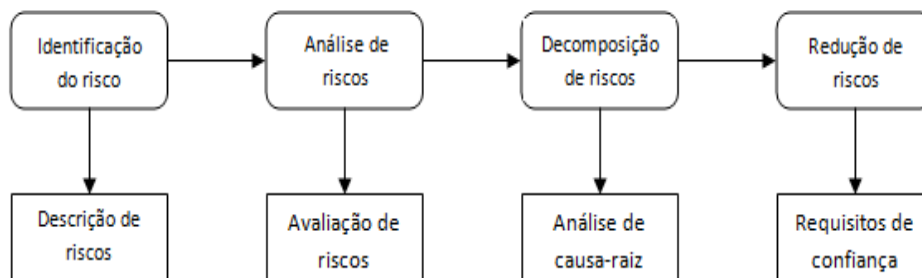 Identificação
do risco
Análise de
riscos
Decomposição
de riscos
Redução de
riscos
Descrição de
riscos
Avaliação de
riscos
Análise de
causa-raiz
Requisitos de
confiança